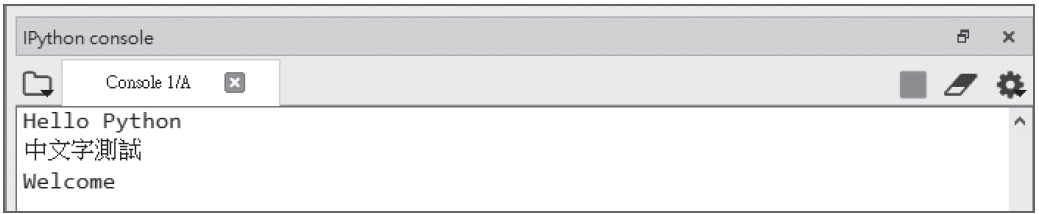 IPython console
Console 1/A
Hello Python
中文字測試
Welcome